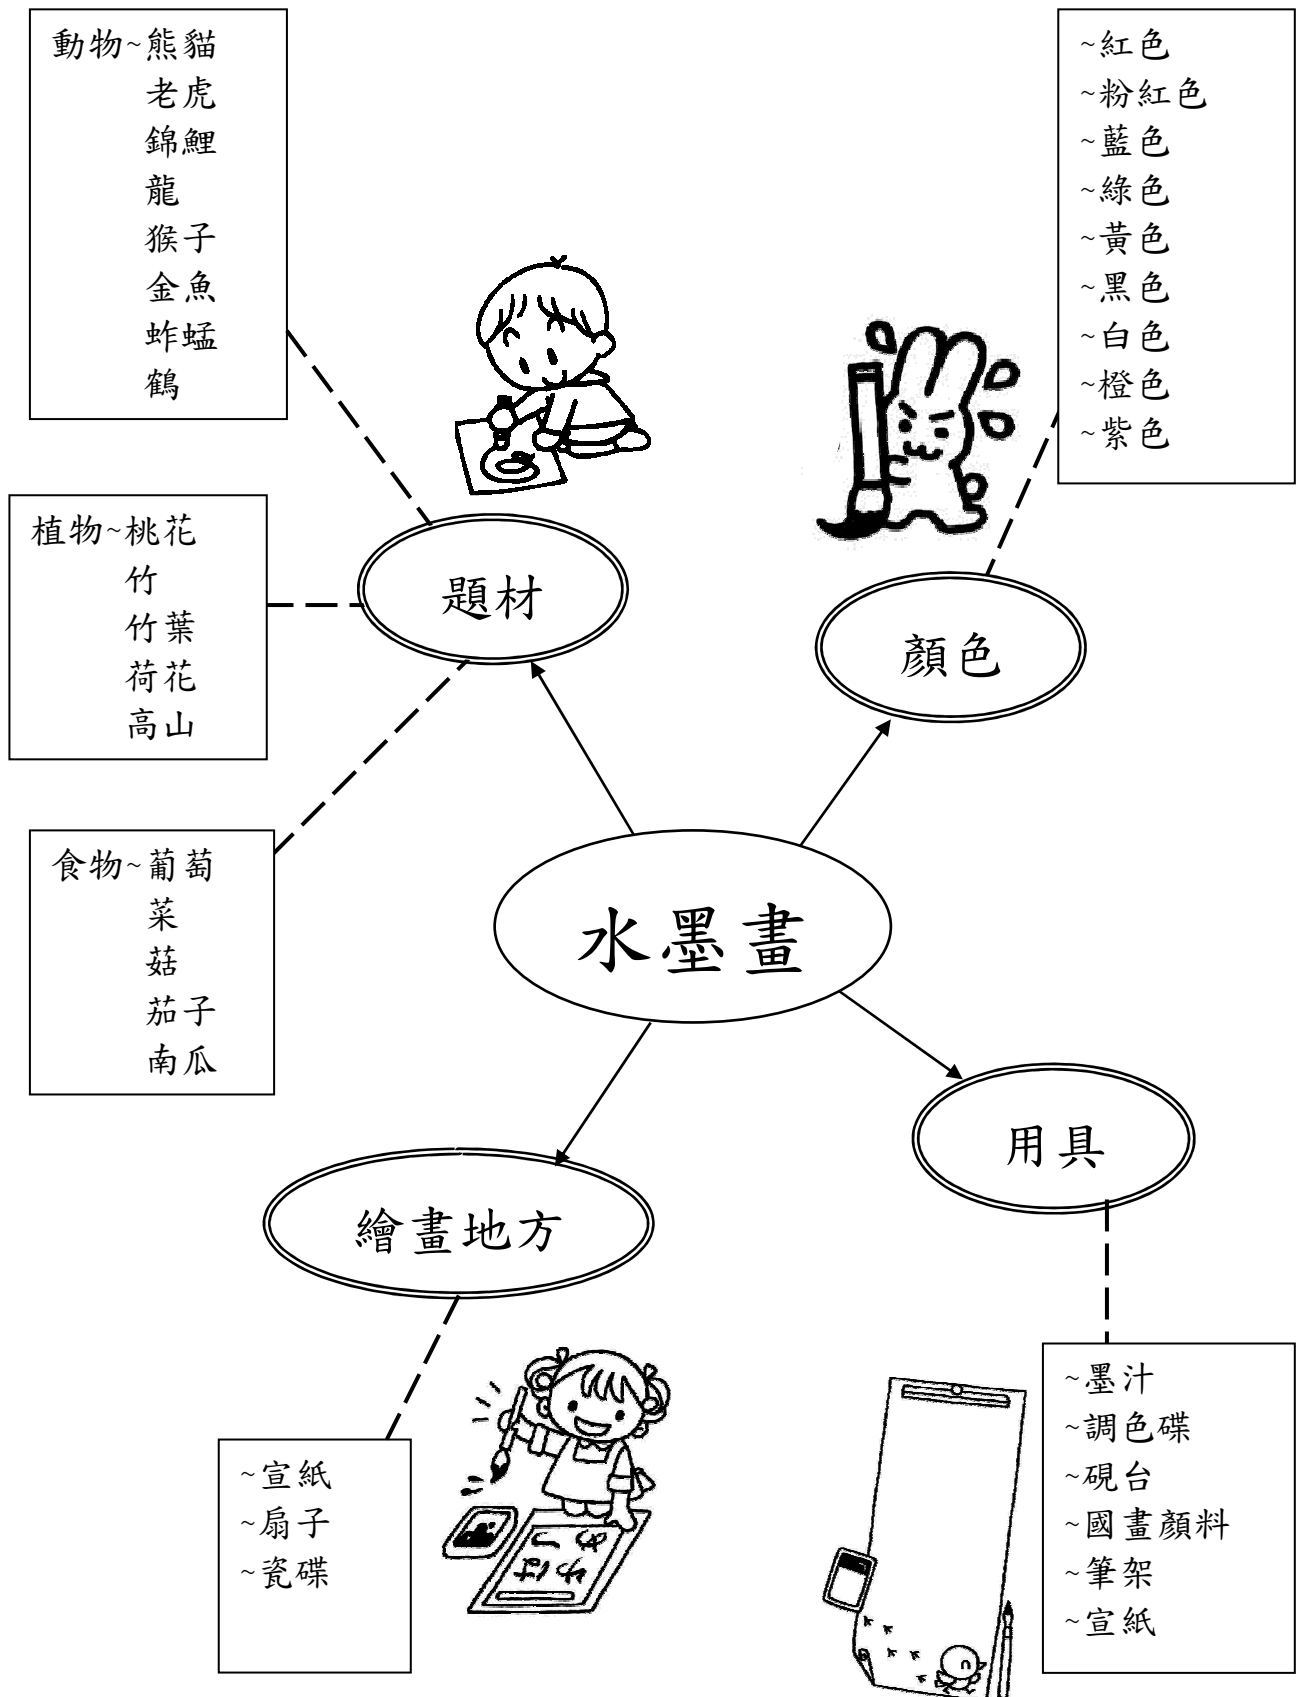 動物~熊貓
老虎
錦鯉
龍
猴子
金魚
蚱蜢
鶴
植物~桃花
竹
竹葉
荷花
高山
食物~葡萄
菜
菇
茄子
南瓜
題材
~紅色
~粉紅色
~藍色
~綠色
~黃色
~黑色
~白色
~橙色
~紫色
顏色
水墨畫
繪畫地方
~宣紙
~扇子
~瓷碟
用具
~墨汁
~調色碟
~硯台
~國畫顏料
~筆架
~宣紙